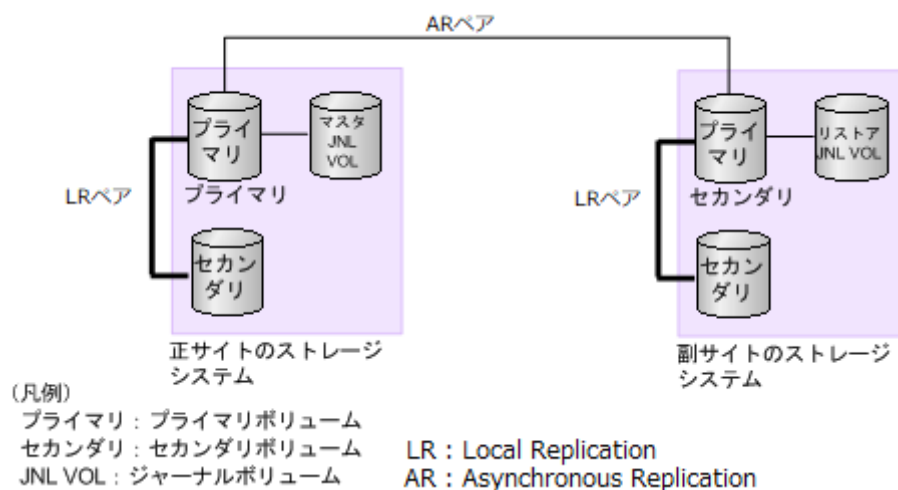 ARペア
プライ
マリ
マスタ
JNL
VOL
プライマリ
LRペア
セカン
ダリ
正サイトのストレージ
システム
プライ
マリ
リストア
JNL VOL
セカンダリ
LRペア
セカン
ダリ
副サイトのストレージ
システム
(凡例)
プライマリ:プライマリボリューム
セカンダリ:セカンダリボリューム
JNL VOL:ジャーナルボリューム
LR : Local Replication
AR : Asynchronous Replication